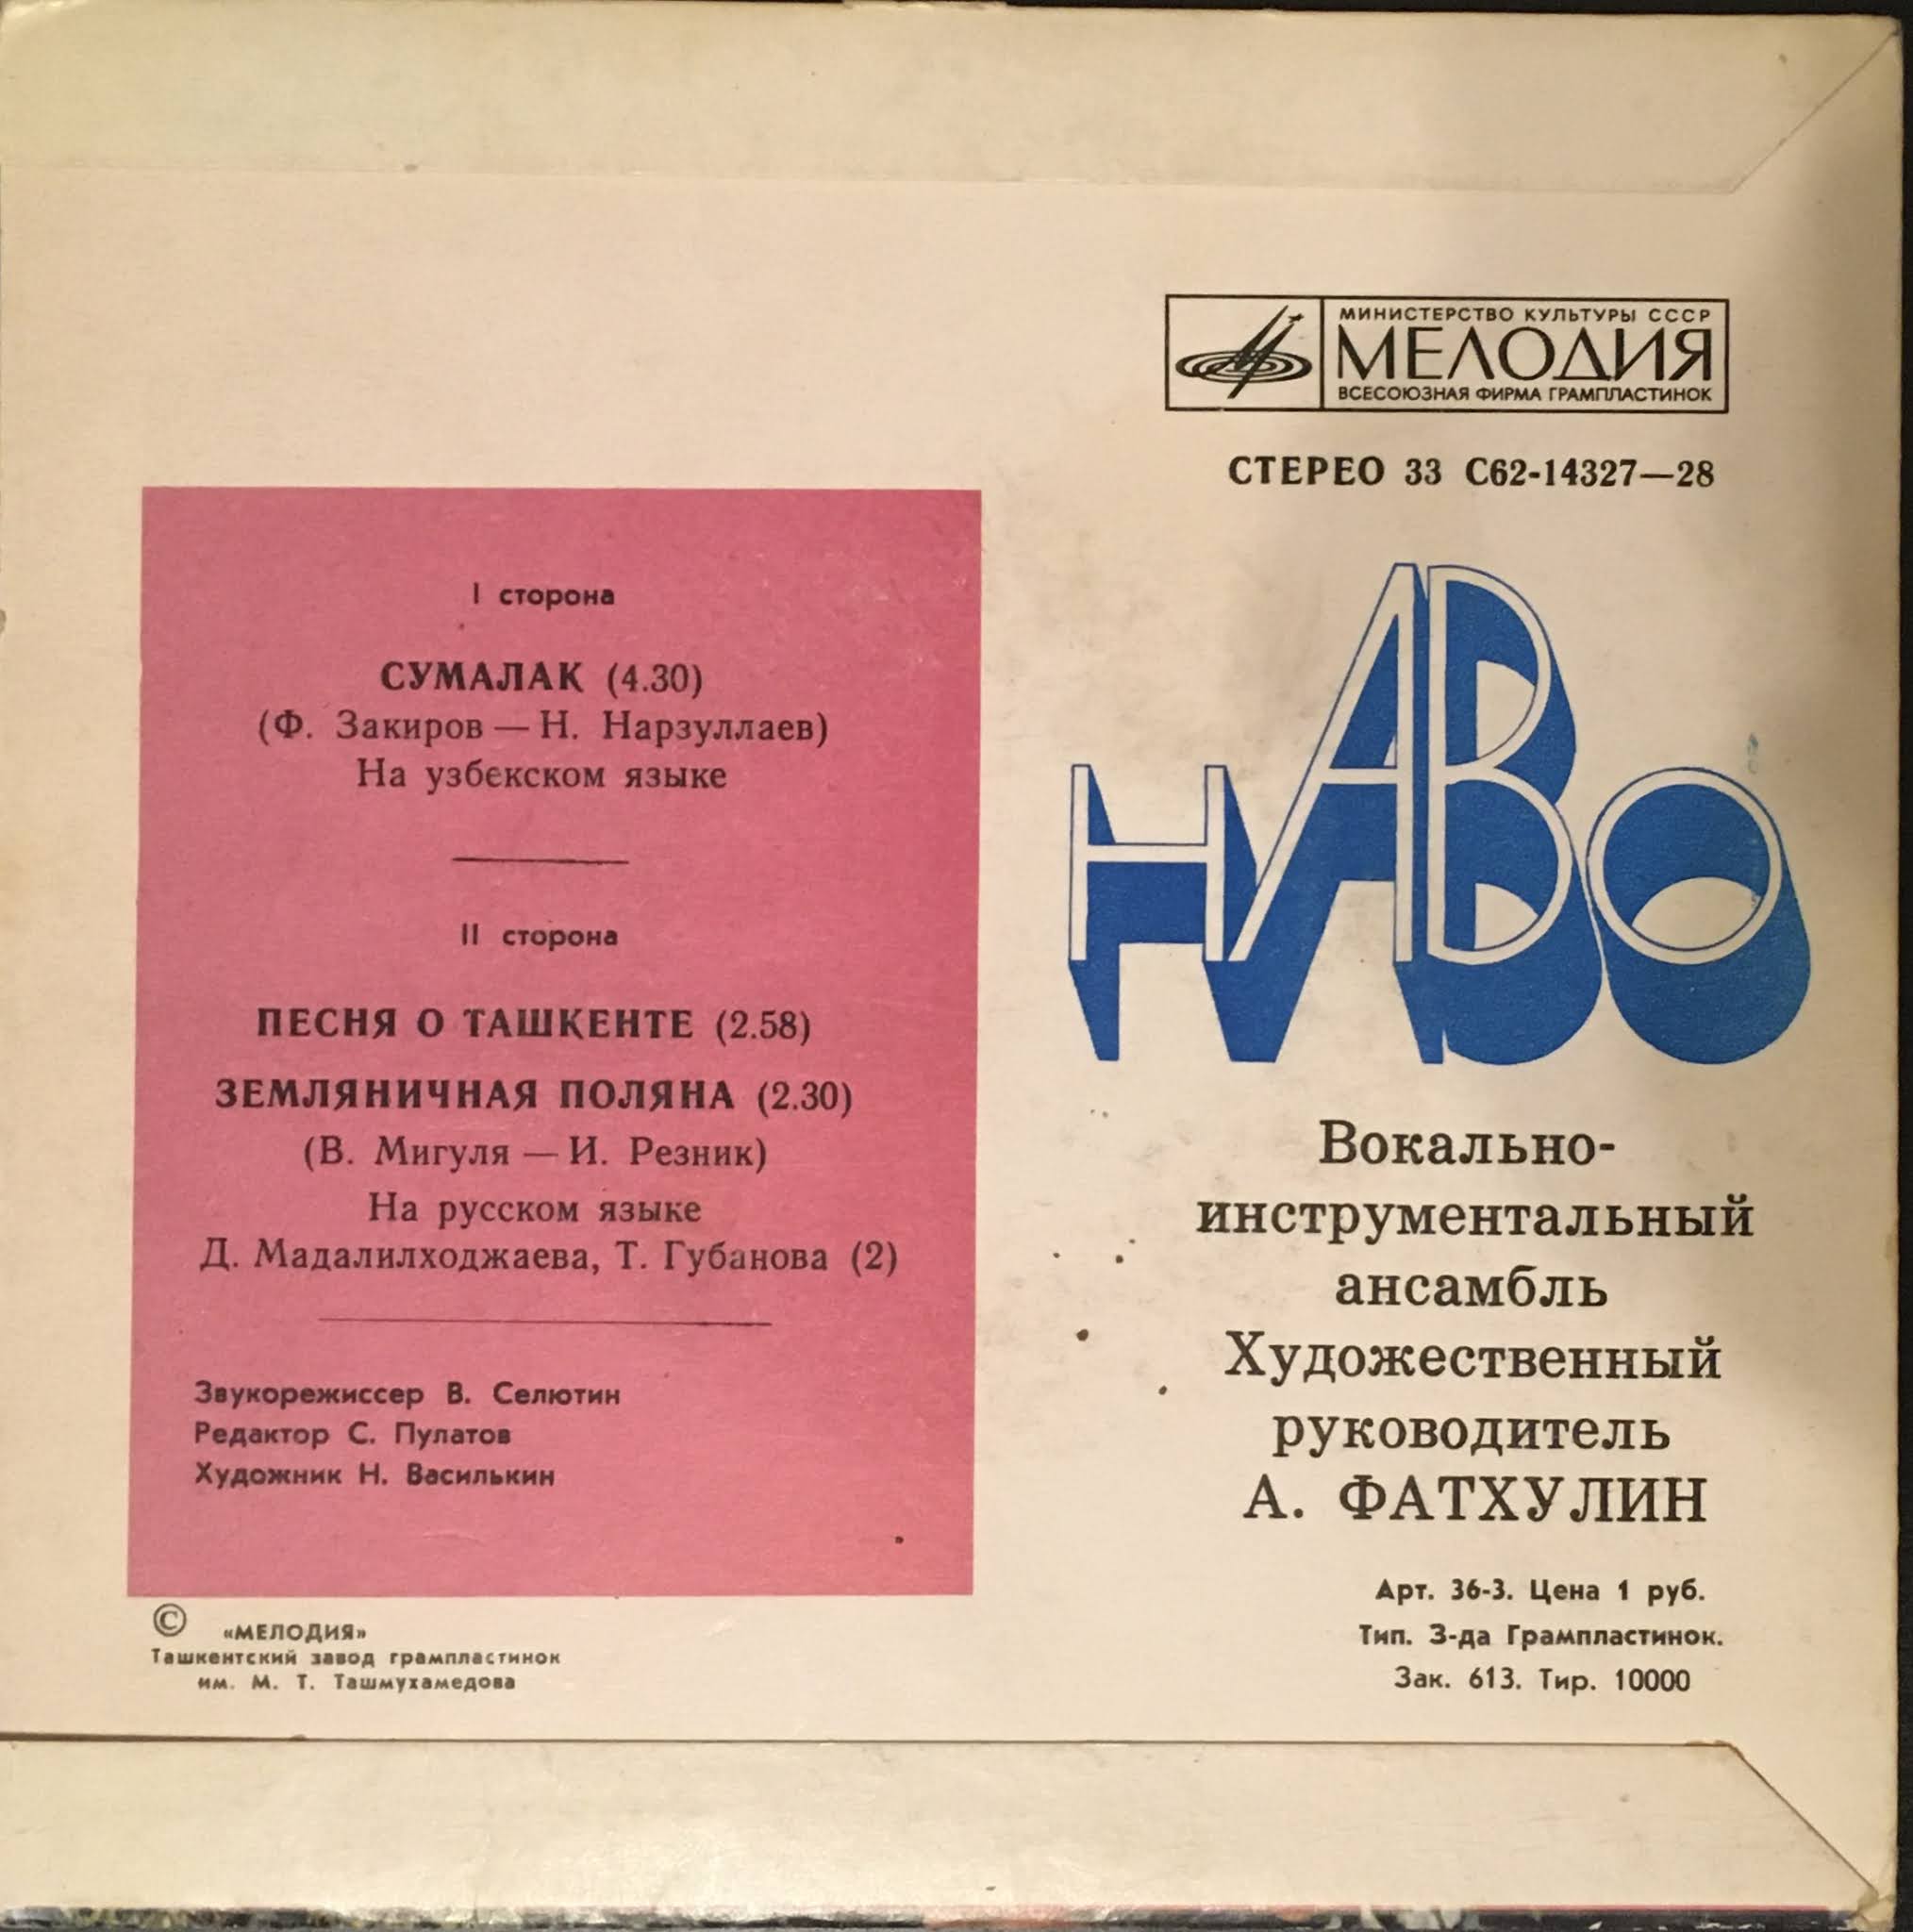 МИНИСТЕРСТВО КУЛЬТУРЫ СССР
МЕЛОДИЯ
ВСЕСОЮЗНАЯ ФИРМА ГРАМПЛАСТИНОК
СТЕРЕО 33 С62-14327—28
I сторона
СУМАЛАК (4.30)
(Ф. Закиров — Н. Нарзуллаев)
На узбекском языке
II сторона
ПЕСНЯ О ТАШКЕНТЕ (2.58)
ЗЕМЛЯНИЧНАЯ ПОЛЯНА (2.30)
(В. Мигуля — И. Резник)
На русском языке
Д. Мадалилходжаева, Т. Губанова (2)
Звукорежиссер В. Селютин
Редактор С. Пулатов
Художник Н. Василькин
© «МЕЛОДИЯ»
Ташкентский завод грампластинок
им. М. Т. Ташмухамедова
НАВО
Вокально-
инструментальный
ансамбль
Художественный
руководитель
А. ФАТХУЛИН
Арт. 36-3. Цена 1 руб.
Тип. З-да Грампластинок.
Зак. 613. Тир. 10000